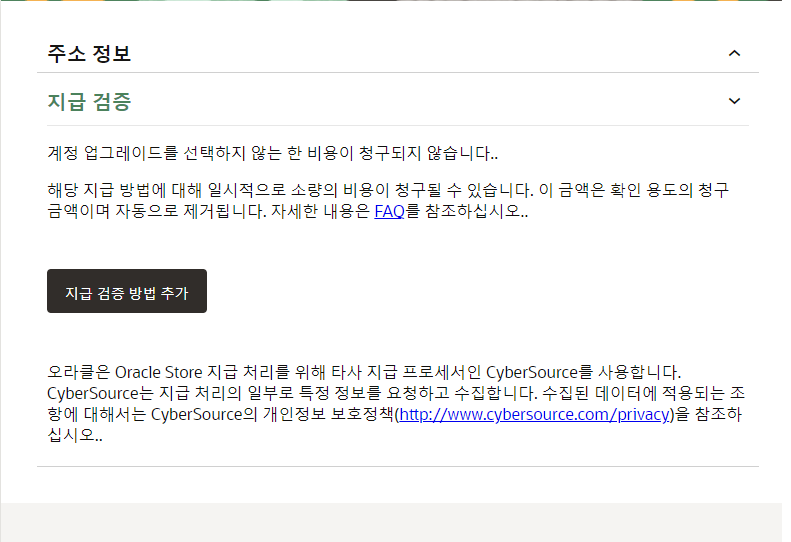 주소 정보
지급 검증
계정 업그레이드를 선택하지 않는 한 비용이 청구되지 않습니다..
해당 지급 방법에 대해 일시적으로 소량의 비용이 청구될 수 있습니다. 이 금액은 확인 용도의 청구
금액이며 자동으로 제거됩니다. 자세한 내용은 FAQ를 참조하십시오..
지급 검증 방법 추가
오라클은 Oracle Store 지급 처리를 위해 타사 지급 프로세서인 CyberSource를 사용합니다.
CyberSource는 지급 처리의 일부로 특정 정보를 요청하고 수집합니다. 수집된 데이터에 적용되는 조
항에 대해서는 CyberSource의 개인정보 보호정책(http://www.cybersource.com/privacy)을 참조하
십시오..